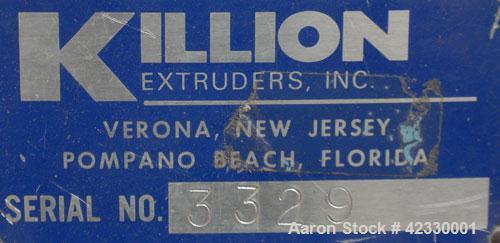 KILLION
EXTRUDERS, INC.
VERONA, NEW JERSEY
POMPANO BEACH, FLORIDA
SERIAL NO. 3329
Aaron Stock # 42330001